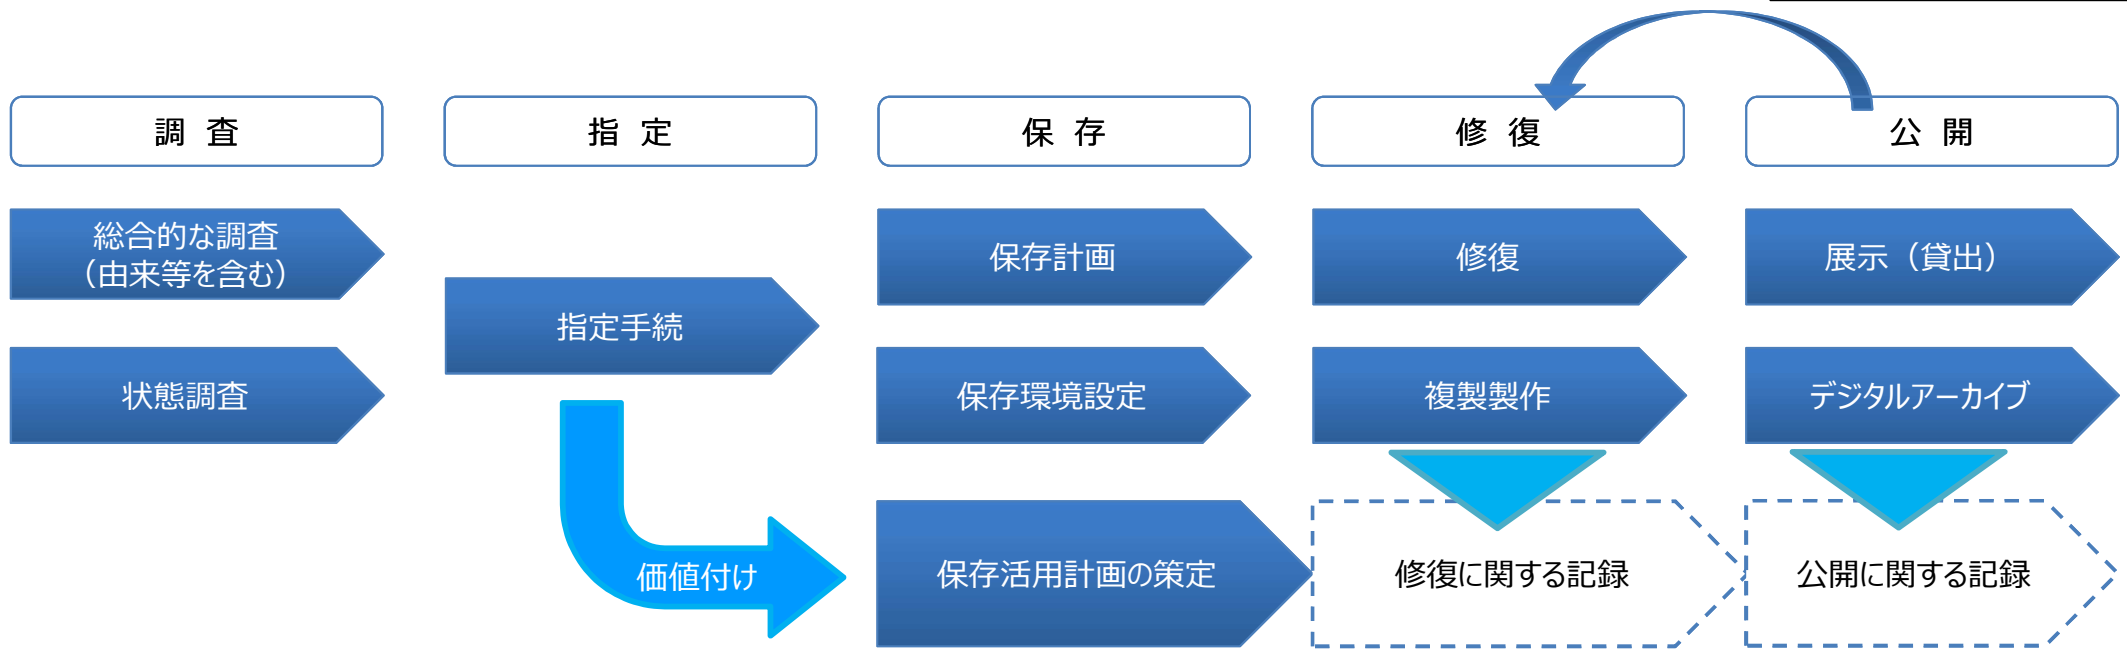 調 査
指 定
保 存
修 復
公 開
総合的な調査
（由来等を含む）
状態調査
指定手続
価値付け
保存計画
保存環境設定
保存活用計画の策定
修復
複製製作
修復に関する記録
展示（貸出）
デジタルアーカイブ
公開に関する記録